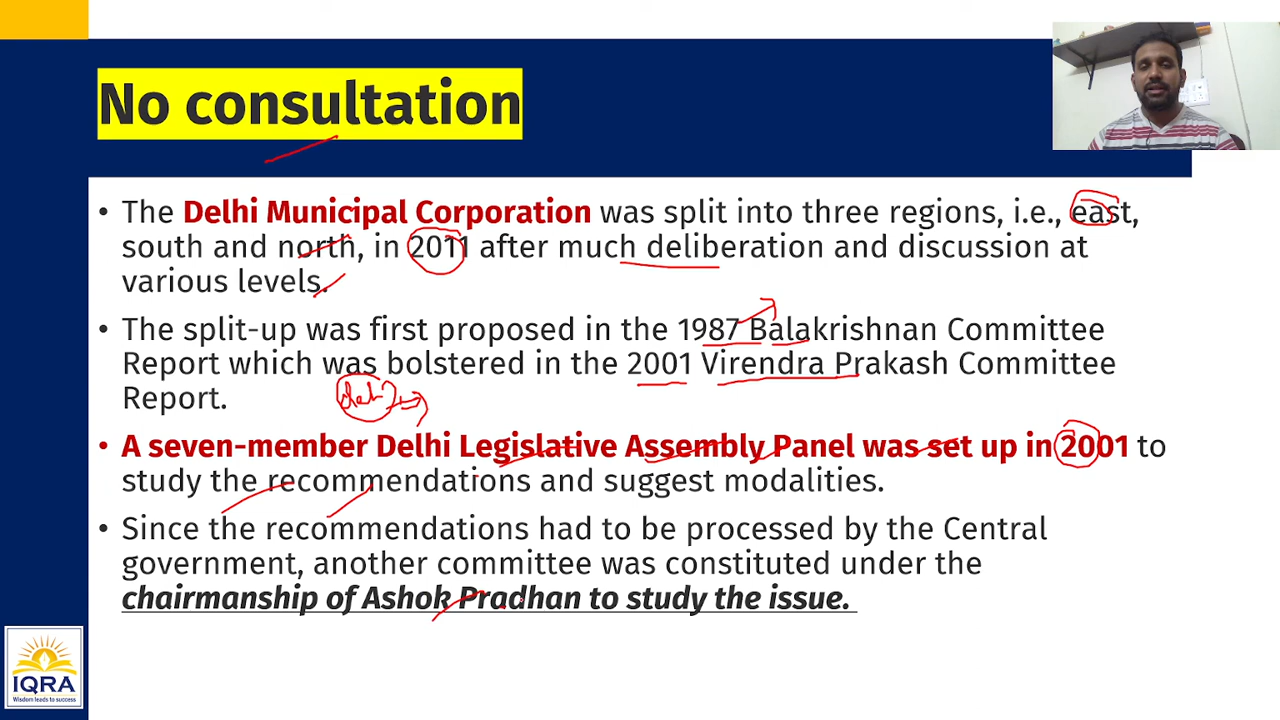 No consultation
• The Delhi Municipal Corporation was split into three regions, i.e., east,
south and north, in 2011 after much deliberation and discussion at
various levels.
• The split-up was first proposed in the 1987 Balakrishnan Committee
Report which was bolstered in the 2001 Virendra Prakash Committee
Report.
• A seven-member Delhi Legislative Assembly Panel was set up in 2001 to
study the recommendations and suggest modalities.
• Since the recommendations had to be processed by the Central
government, another committee was constituted under the
chairmanship of Ashok Pradhan to study the issue.
IQRA
Wisdom leads to success